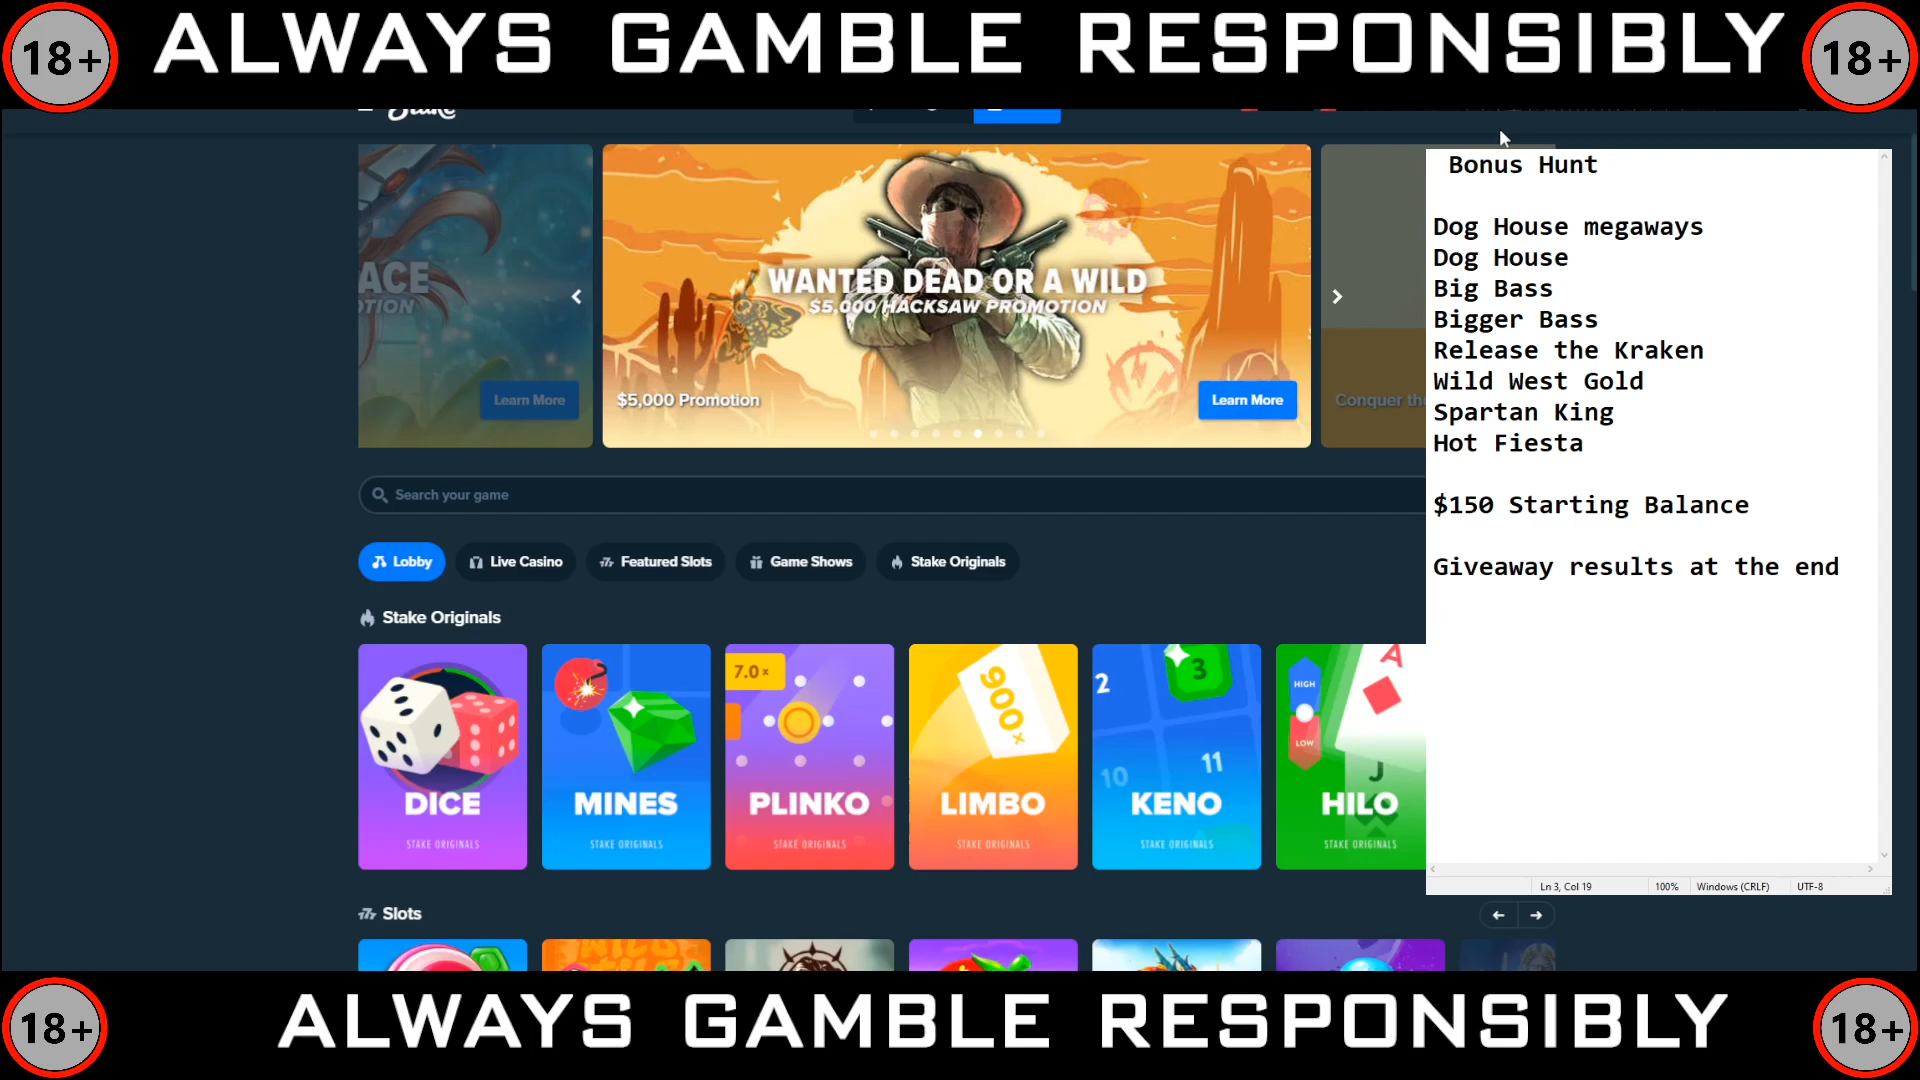 18+
ALWAYS GAMBLE RESPONSIBLY
18+
Stake
ACE
WANTED DEAD OR A WILD
$5,000 HACKSAW PROMOTION
$5,000 Promotion
Learn More
Learn More
Conquer the
Search your game
Lobby
Live Casino
Featured Slots
Game Shows
Stake Originals
Stake Originals
7.0×
900×
2
3
10
11
HIGH
LOW
A
J
DICE
MINES
PLINKO
LIMBO
KENO
HILO
STAKE ORIGINALS
STAKE ORIGINALS
STAKE ORIGINALS
STAKE ORIGINALS
STAKE ORIGINALS
STAKE ORIGINALS
Slots
Bonus Hunt
Dog House megaways
Dog House
Big Bass
Bigger Bass
Release the Kraken
Wild West Gold
Spartan King
Hot Fiesta
$150 Starting Balance
Giveaway results at the end
Ln 3, Col 19
100%
Windows (CRLF)
UTF-8
18+
ALWAYS GAMBLE RESPONSIBLY
18+